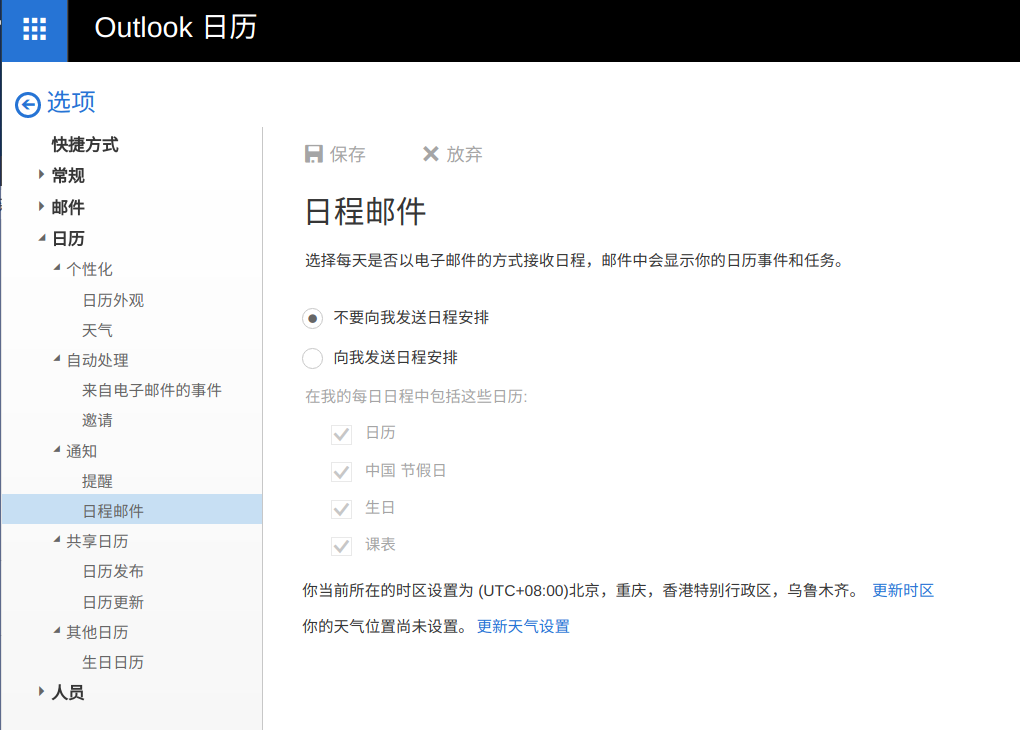 Outlook 日历
选项
快捷方式
常规
邮件
日历
个性化
日历外观
天气
自动处理
来自电子邮件的事件
邀请
通知
提醒
日程邮件
共享日历
日历发布
日历更新
其他日历
生日日历
人员
保存 放弃
日程邮件
选择每天是否以电子邮件的方式接收日程，邮件中会显示你的日历事件和任务。
不要向我发送日程安排
向我发送日程安排
在我的每日日程中包括这些日历:
日历
中国 节假日
生日
课表
你当前所在的时区设置为 (UTC+08:00)北京，重庆，香港特别行政区，乌鲁木齐。 更新时区
你的天气位置尚未设置。 更新天气设置